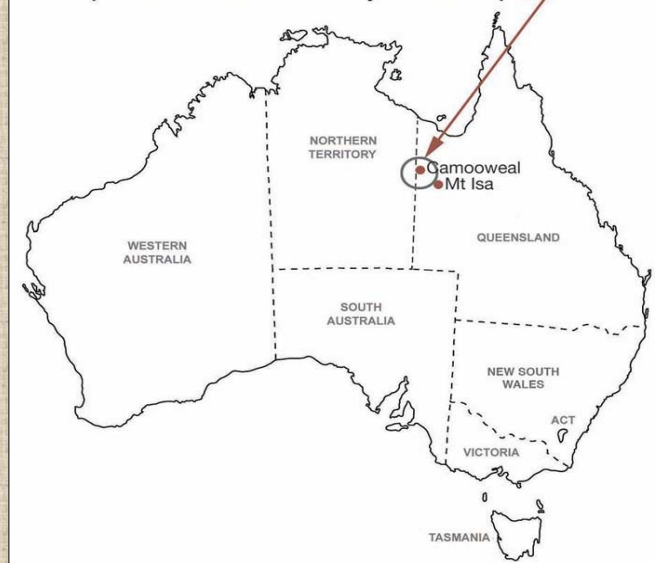 NORTHERN
TERRITORY
Camooweal
Mt Isa
QUEENSLAND
WESTERN
AUSTRALIA
SOUTH
AUSTRALIA
NEW SOUTH
WALES
ACT
VICTORIA
TASMANIA